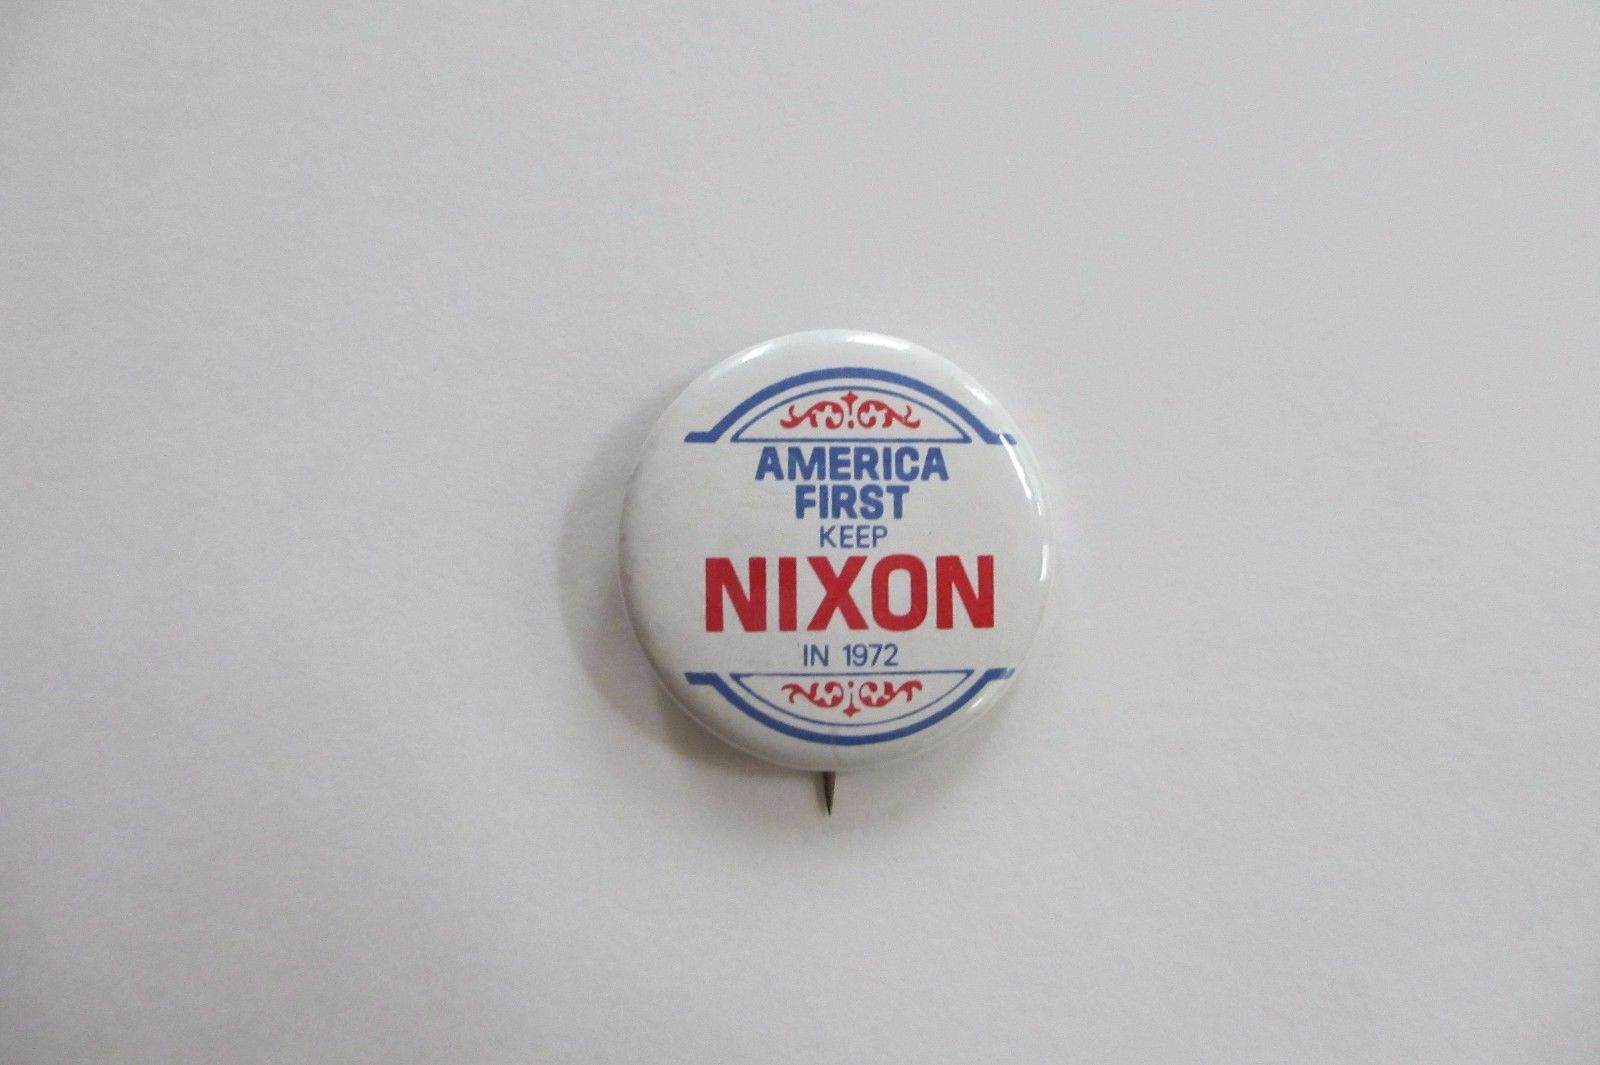 AMERICA
FIRST
KEEP
NIXON
IN 1972